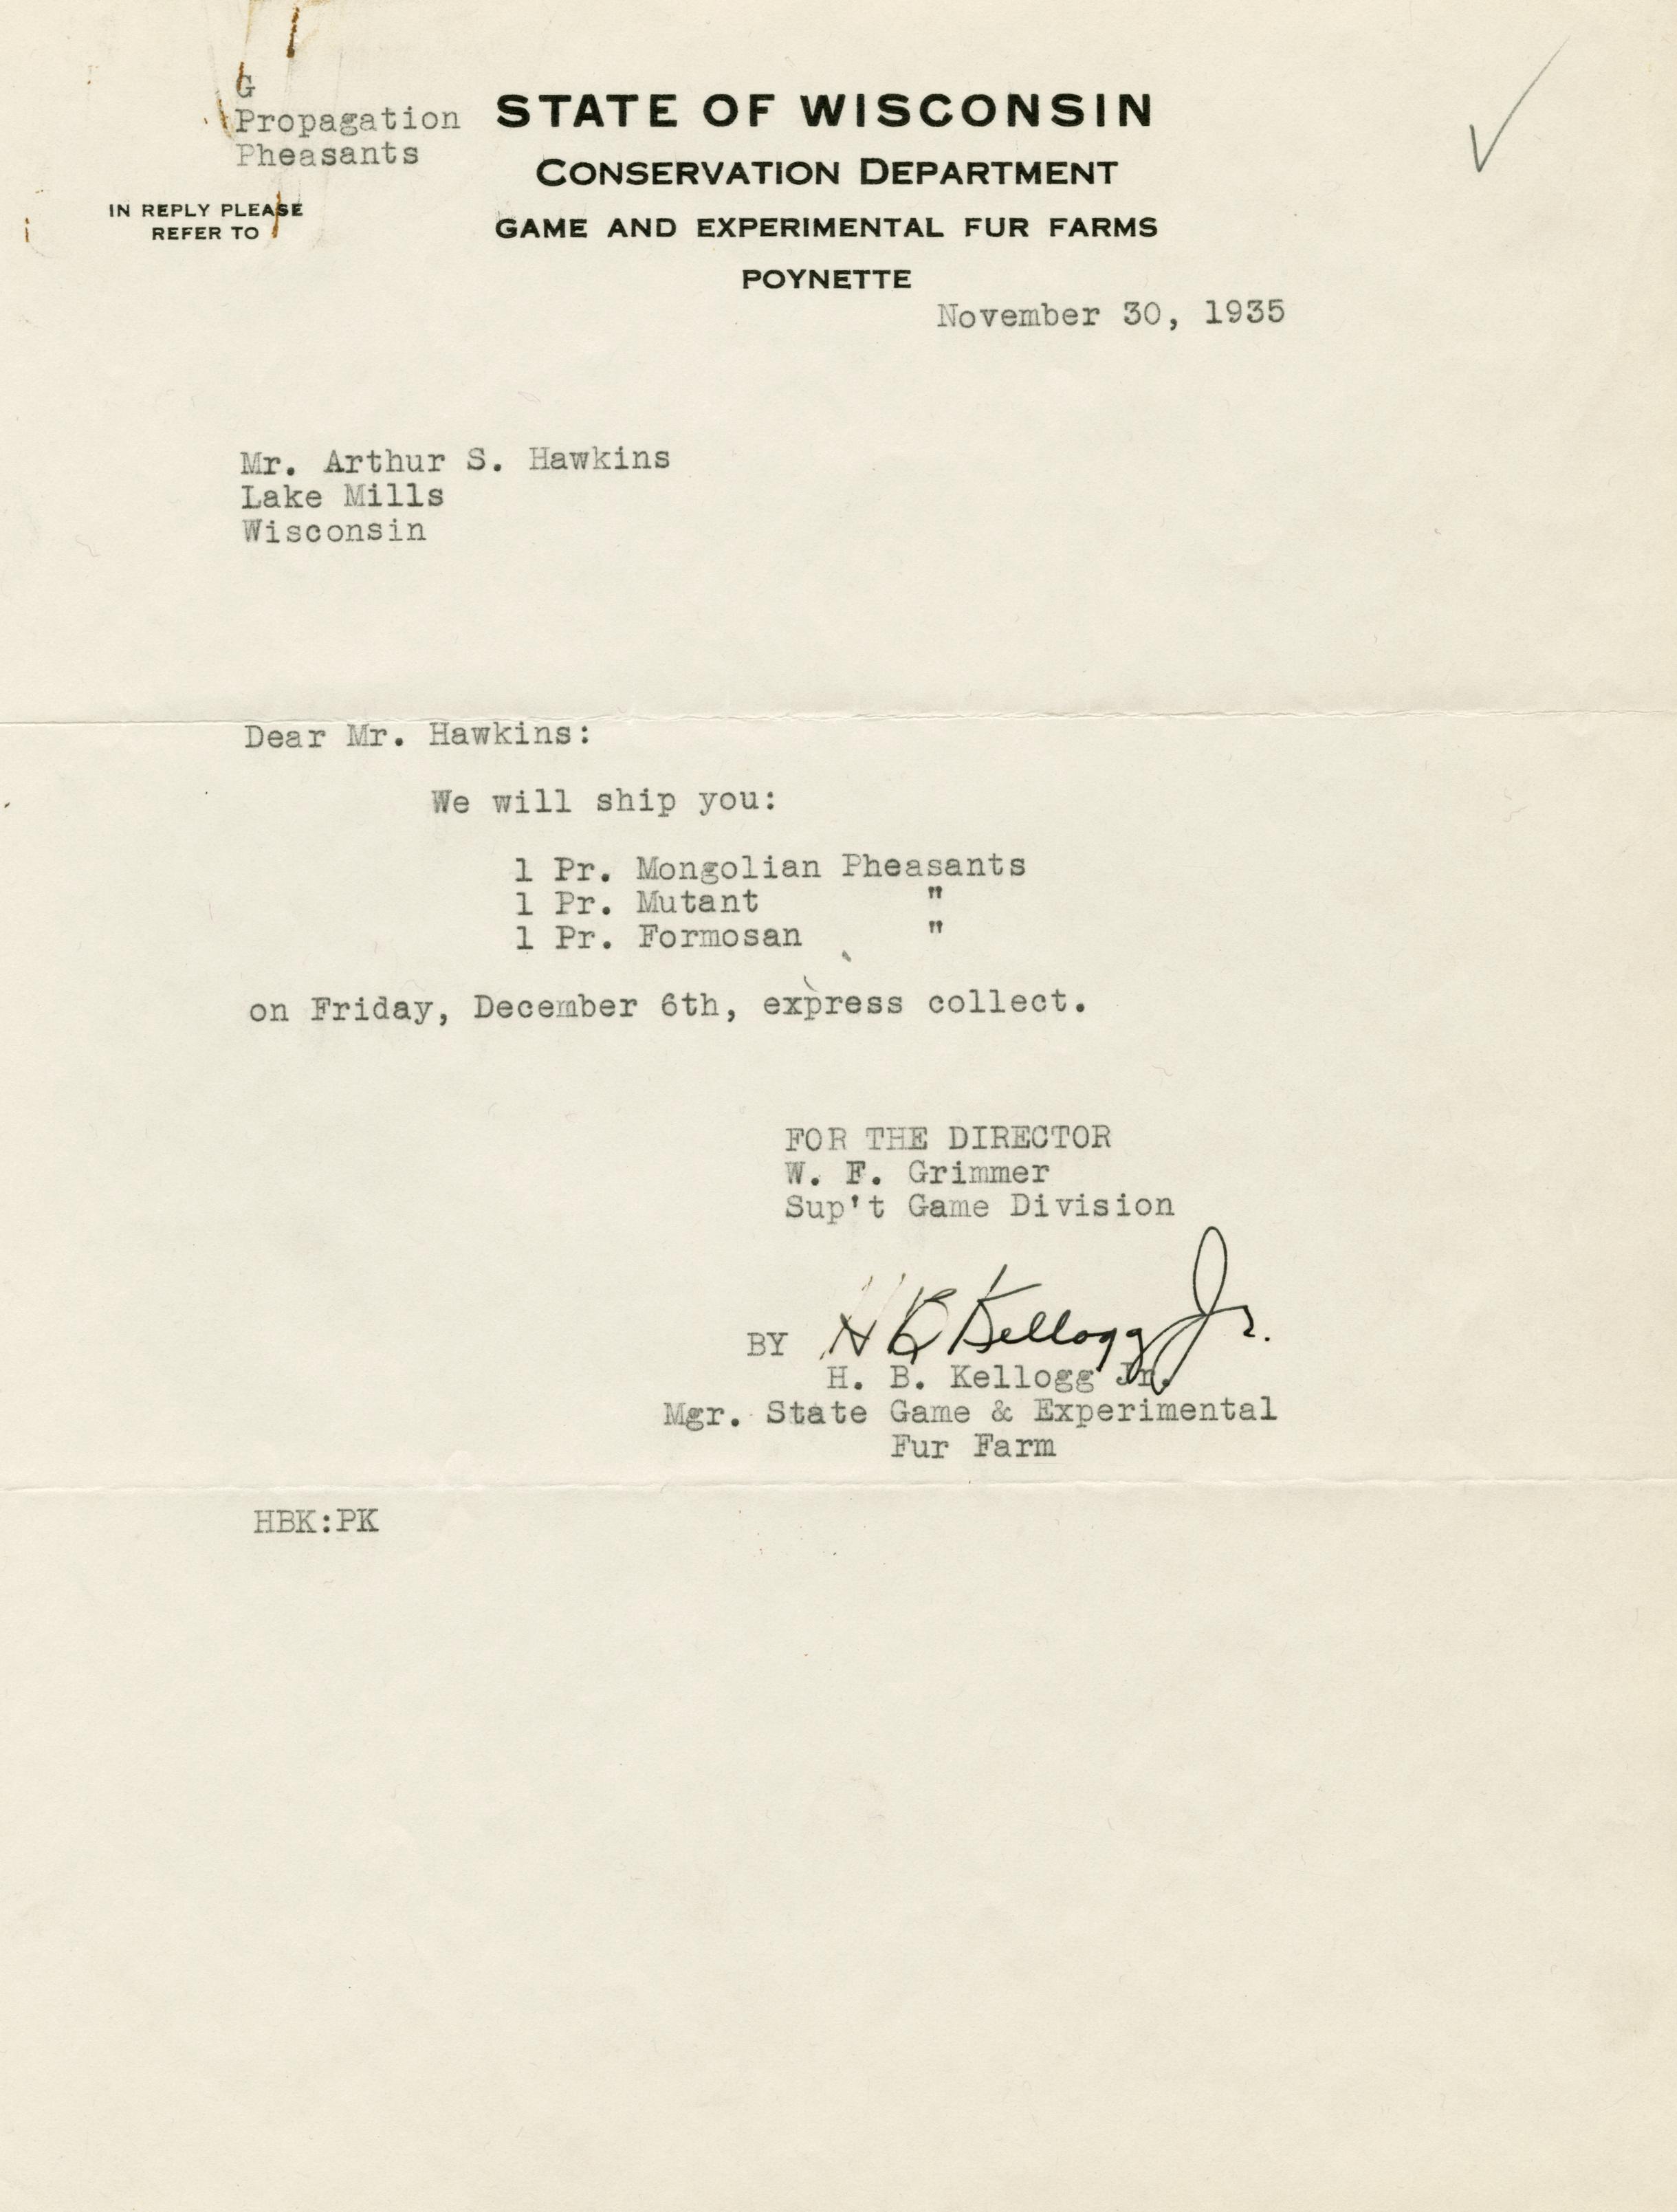 G
Propagation
Pheasants
IN REPLY PLEASE
REFER TO
STATE OF WISCONSIN
CONSERVATION DEPARTMENT
GAME AND EXPERIMENTAL FUR FARMS
POYNETTE
November 30, 1935
Mr. Arthur S. Hawkins
Lake Mills
Wisconsin
Dear Mr. Hawkins:
We will ship you:
1 Pr. Mongolian Pheasants
1 Pr. Mutant "
1 Pr. Formosan "
on Friday, December 6th, express collect.
FOR THE DIRECTOR
W. F. Grimmer
Sup't Game Division
BY H B Kellogg Jr.
H. B. Kellogg Jr.
Mgr. State Game & Experimental
Fur Farm
HBK:PK